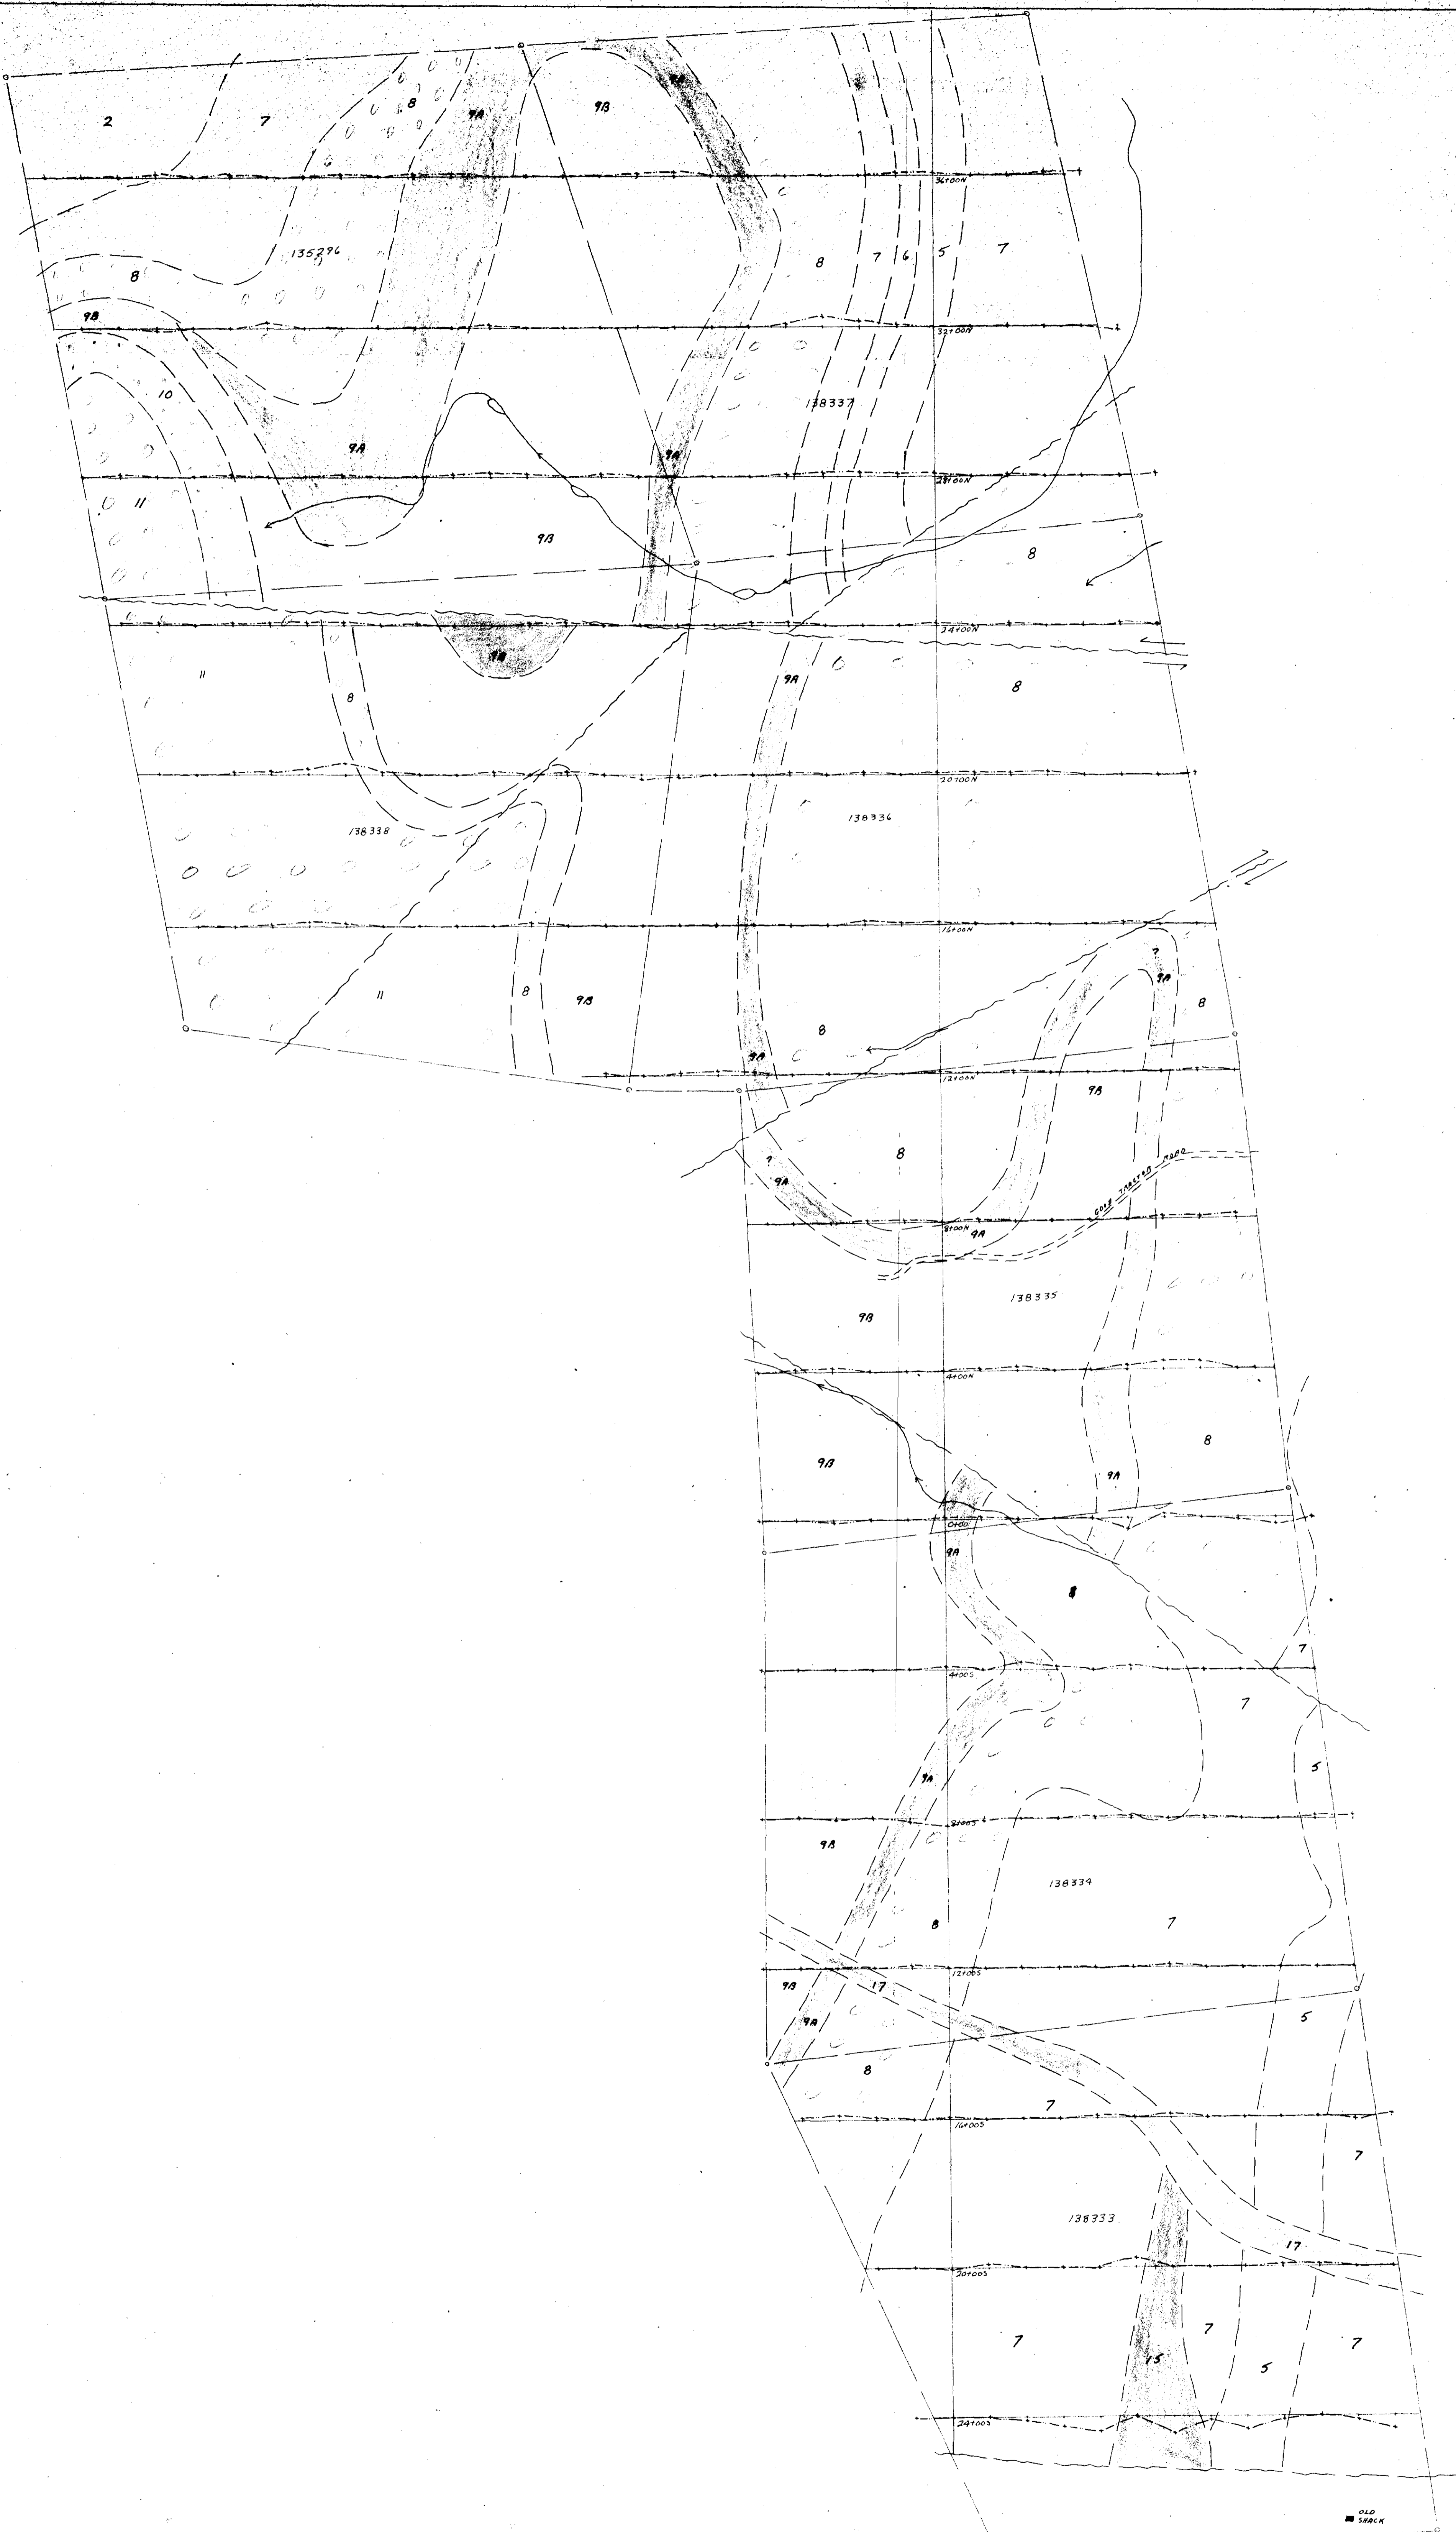 2
7
8
9A
9B
9A
36+00N
135296
8
8
7
6
5
7
9B
32+00N
10
138337
9A
9A
28+00N
11
9B
8
24+00N
9A
11
8
9A
8
20+00N
138338
138336
16+00N
?
9A
11
8
9B
8
8
9A
12+00N
9B
8
?
9A
GOOD TRACTOR ROAD
8+00N
9A
138335
9B
4+00N
8
9B
9A
0+00
9A
8
7
4+00S
7
5
9A
8+00S
9B
138334
8
7
12+00S
9B
17
9A
5
8
7
16+00S
7
138333
17
20+00S
7
7
7
15
5
24+00S
OLD
SHACK